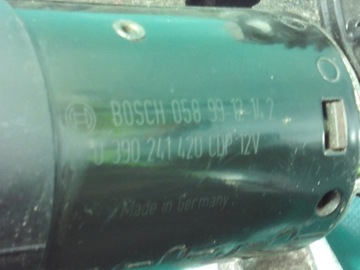 BOSCH 058 99 12 14 2
0 390 241 420 CDP 12V
Made in Germany